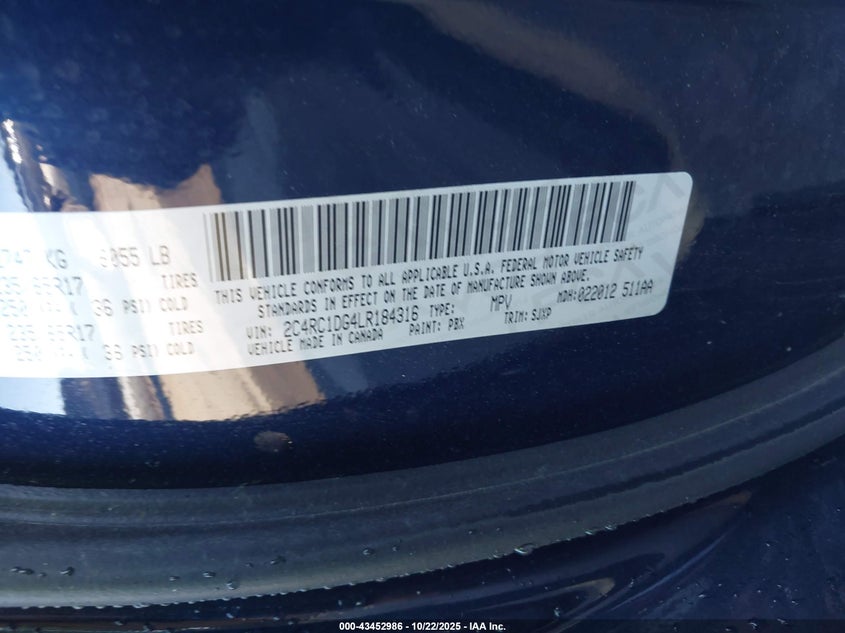 KG 6055 LB
TIRES
36 PSI) COLD
TIRES
36 PSI) COLD
THIS VEHICLE CONFORMS TO ALL APPLICABLE U.S.A. FEDERAL MOTOR VEHICLE SAFETY
STANDARDS IN EFFECT ON THE DATE OF MANUFACTURE SHOWN ABOVE.
VIN: 2C4RC1DG4LR184316 TYPE: MPV MDH:022012 511AA
VEHICLE MADE IN CANADA PAINT: PBX TRIM: SJXP
000-43452986 - 10/22/2025 - © IAA Inc.